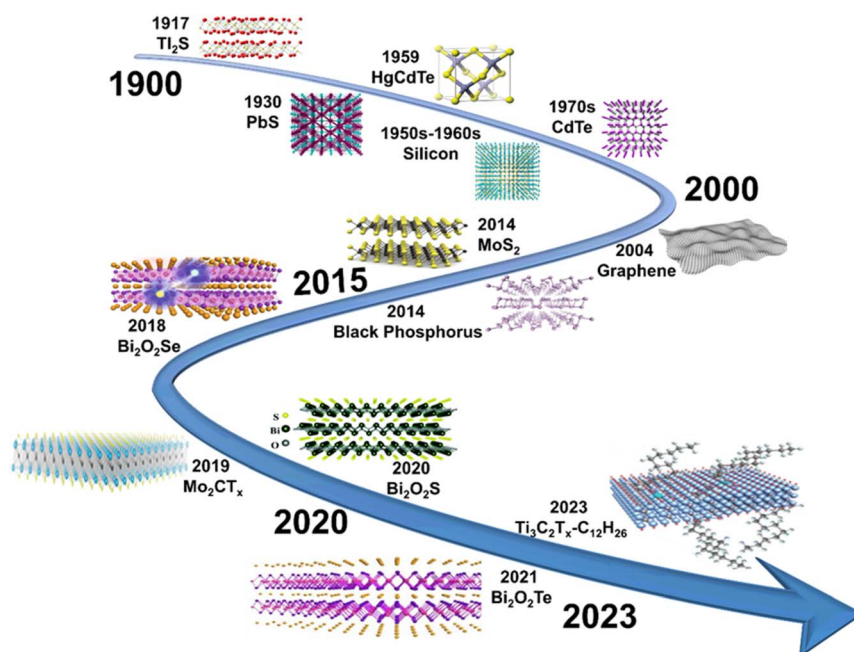 1917
Tl₂S
1900
1959
HgCdTe
1930
PbS
1950s-1960s
Silicon
1970s
CdTe
2000
2014
MoS₂
2004
Graphene
2015
2014
Black Phosphorus
2018
Bi₂O₂Se
S
Bi
O
2019
Mo₂CTₓ
2020
Bi₂O₂S
2020
2023
Ti₃C₂Tₓ-C₁₂H₂₆
2021
Bi₂O₂Te
2023